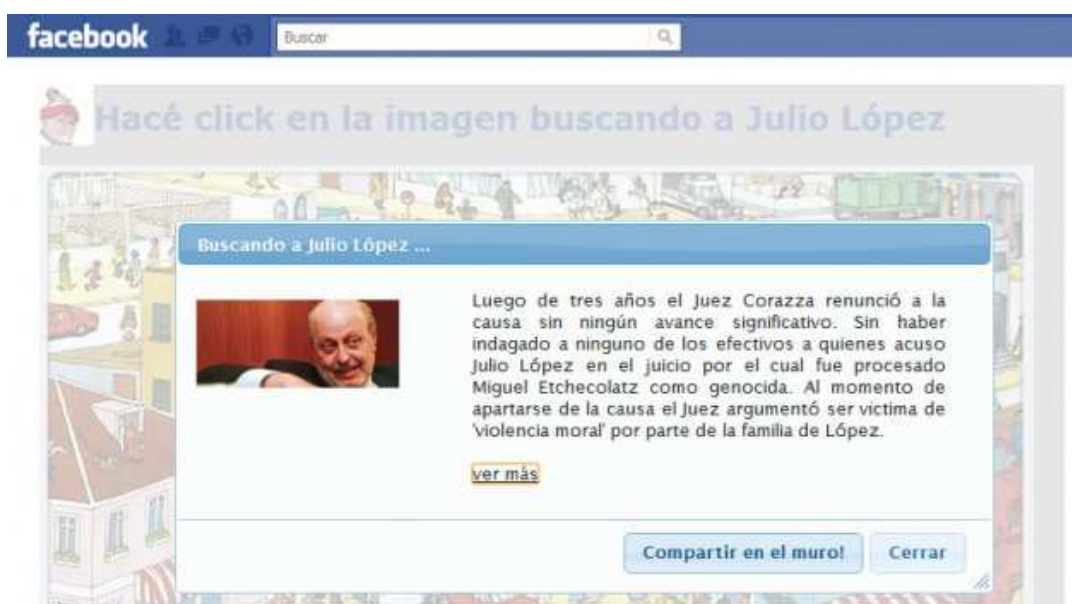 facebook
Buscar
Hacé click en la imagen buscando a Julio López
Buscando a Julio López ...
Luego de tres años el Juez Corazza renunció a la
causa sin ningún avance significativo. Sin haber
indagado a ninguno de los efectivos a quienes acuso
Julio López en el juicio por el cual fue procesado
Miguel Etchecolatz como genocida. Al momento de
apartarse de la causa el Juez argumentó ser victima de
'violencia moral' por parte de la familia de López.
ver más
Compartir en el muro!
Cerrar